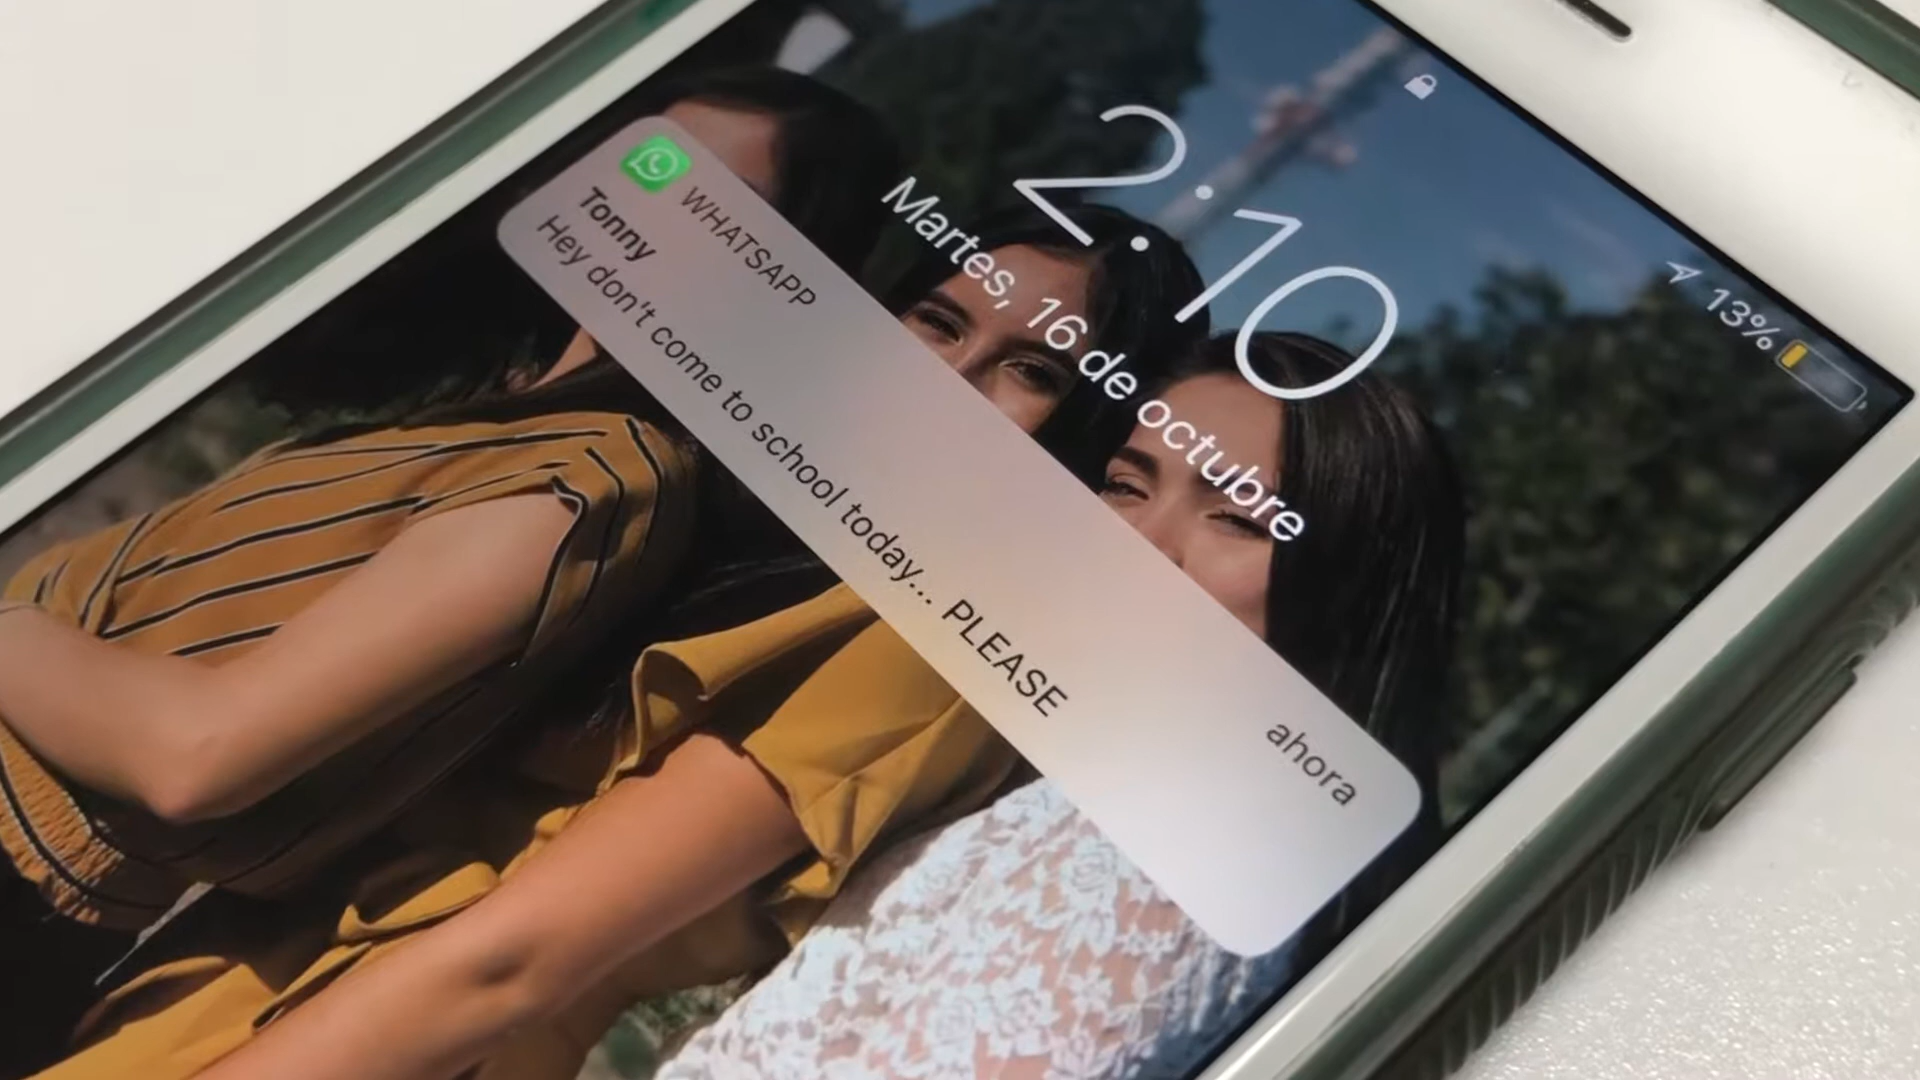 13%
2:10
Martes, 16 de octubre
WHATSAPP
ahora
Tonny
Hey don't come to school today... PLEASE